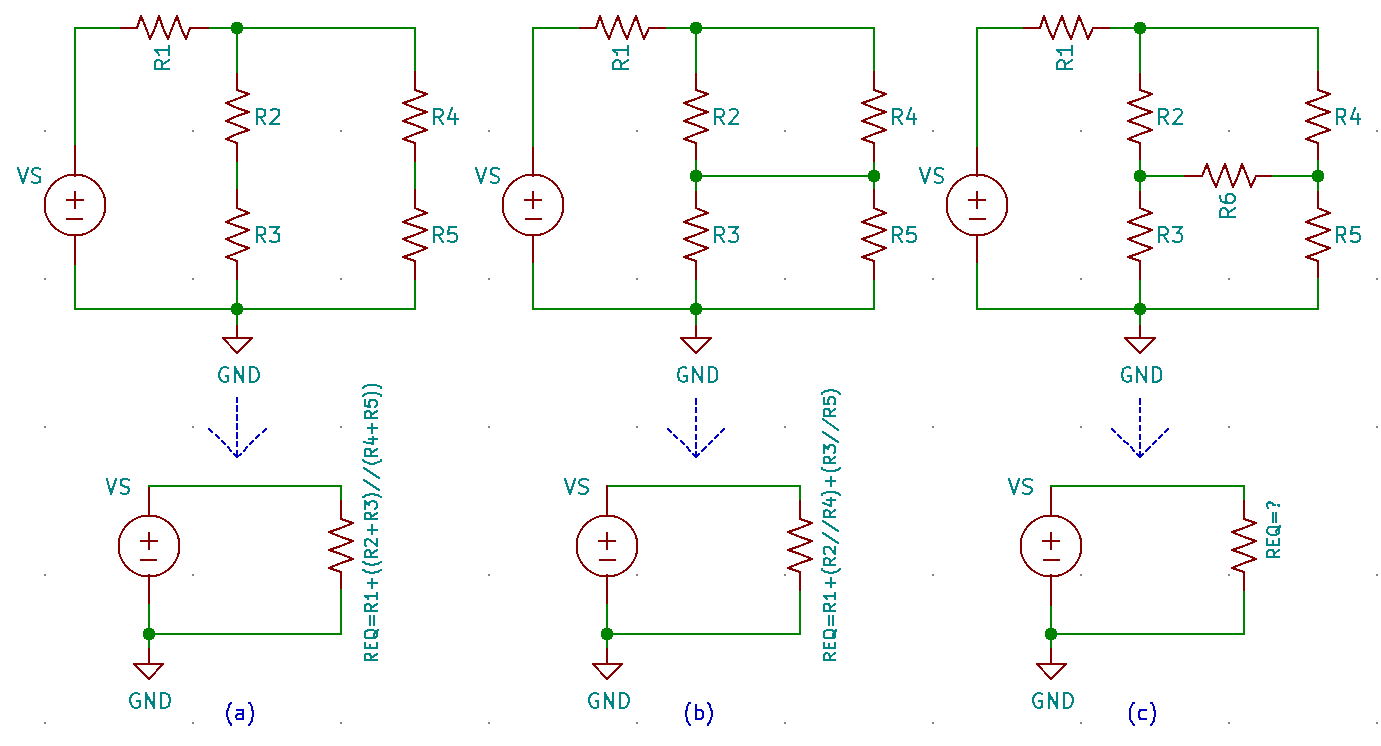 R1
R2
R4
VS
R3
R5
GND
R1
R2
R4
VS
R3
R5
GND
R1
R2
R4
VS
R6
R3
R5
GND
VS
REQ=R1+((R2+R3)//(R4+R5))
GND
(a)
VS
REQ=R1+(R2//R4)+(R3//R5)
GND
(b)
VS
REQ=?
GND
(c)